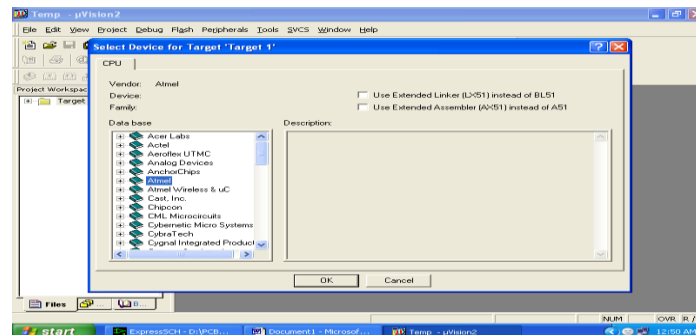 Temp - µVision2
File Edit View Project Debug Flash Peripherals Tools SVCS Window Help
Select Device for Target 'Target 1'
CPU
Vendor: Atmel
Device:
Family:
Use Extended Linker (LX51) instead of BL51
Use Extended Assembler (AX51) instead of A51
Data base
Description:
Acer Labs
Actel
Aeroflex UTMC
Analog Devices
AnchorChips
Atmel
Atmel Wireless & uC
Cast, Inc.
Chipcon
CML Microcircuits
Cybernetic Micro Systems
CybraTech
Cygnal Integrated Produc
OK Cancel
Project Workspac
Target
Files B...
NUM OVR R
start ExpressSCH - D:\PCB... Document1 - Microsof... Temp - µVision2 12:50 AM